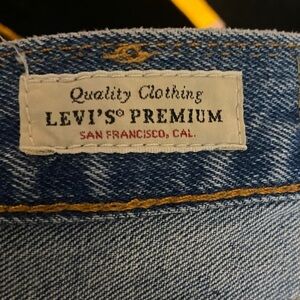 Quality Clothing
LEVI'S® PREMIUM
SAN FRANCISCO, CAL.